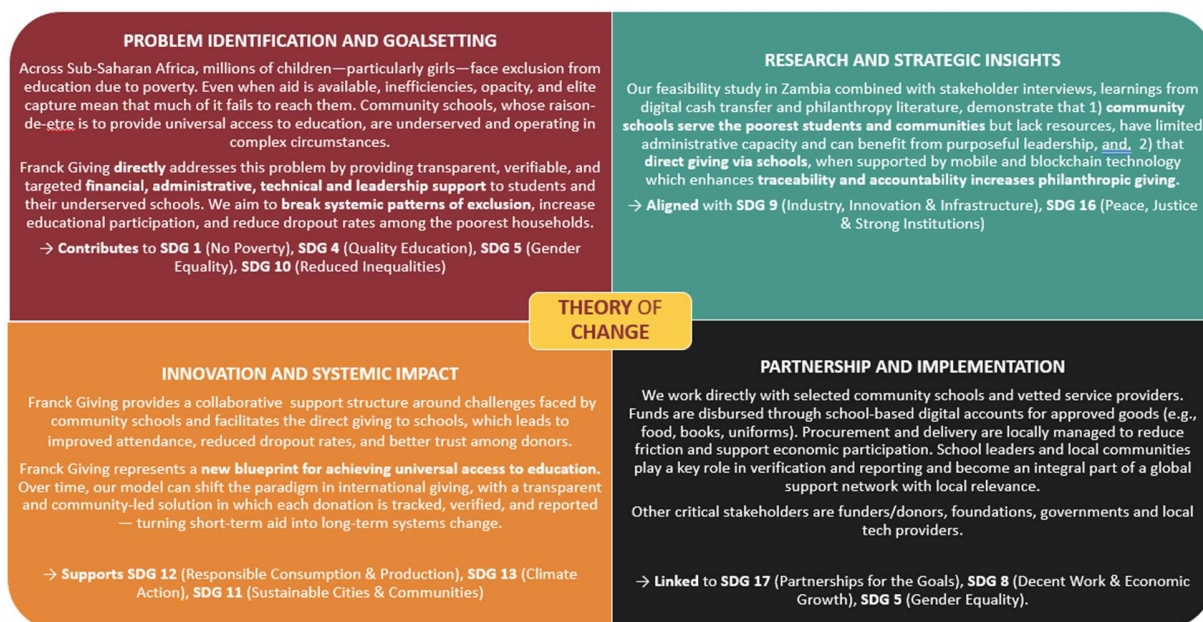 PROBLEM IDENTIFICATION AND GOALSETTING
Across Sub-Saharan Africa, millions of children—particularly girls—face exclusion from
education due to poverty. Even when aid is available, inefficiencies, opacity, and elite
capture mean that much of it fails to reach them. Community schools, whose raison-
de-etre is to provide universal access to education, are underserved and operating in
complex circumstances.
Franck Giving directly addresses this problem by providing transparent, verifiable, and
targeted financial, administrative, technical and leadership support to students and
their underserved schools. We aim to break systemic patterns of exclusion, increase
educational participation, and reduce dropout rates among the poorest households.
→ Contributes to SDG 1 (No Poverty), SDG 4 (Quality Education), SDG 5 (Gender
Equality), SDG 10 (Reduced Inequalities)
RESEARCH AND STRATEGIC INSIGHTS
Our feasibility study in Zambia combined with stakeholder interviews, learnings from
digital cash transfer and philanthropy literature, demonstrate that 1) community
schools serve the poorest students and communities but lack resources, have limited
administrative capacity and can benefit from purposeful leadership, and, 2) that
direct giving via schools, when supported by mobile and blockchain technology
which enhances traceability and accountability increases philanthropic giving.
→ Aligned with SDG 9 (Industry, Innovation & Infrastructure), SDG 16 (Peace, Justice
& Strong Institutions)
THEORY OF
CHANGE
INNOVATION AND SYSTEMIC IMPACT
Franck Giving provides a collaborative support structure around challenges faced by
community schools and facilitates the direct giving to schools, which leads to
improved attendance, reduced dropout rates, and better trust among donors.
Franck Giving represents a new blueprint for achieving universal access to education.
Over time, our model can shift the paradigm in international giving, with a transparent
and community-led solution in which each donation is tracked, verified, and reported
— turning short-term aid into long-term systems change.
→ Supports SDG 12 (Responsible Consumption & Production), SDG 13 (Climate
Action), SDG 11 (Sustainable Cities & Communities)
PARTNERSHIP AND IMPLEMENTATION
We work directly with selected community schools and vetted service providers.
Funds are disbursed through school-based digital accounts for approved goods (e.g.,
food, books, uniforms). Procurement and delivery are locally managed to reduce
friction and support economic participation. School leaders and local communities
play a key role in verification and reporting and become an integral part of a global
support network with local relevance.
Other critical stakeholders are funders/donors, foundations, governments and local
tech providers.
→ Linked to SDG 17 (Partnerships for the Goals), SDG 8 (Decent Work & Economic
Growth), SDG 5 (Gender Equality).